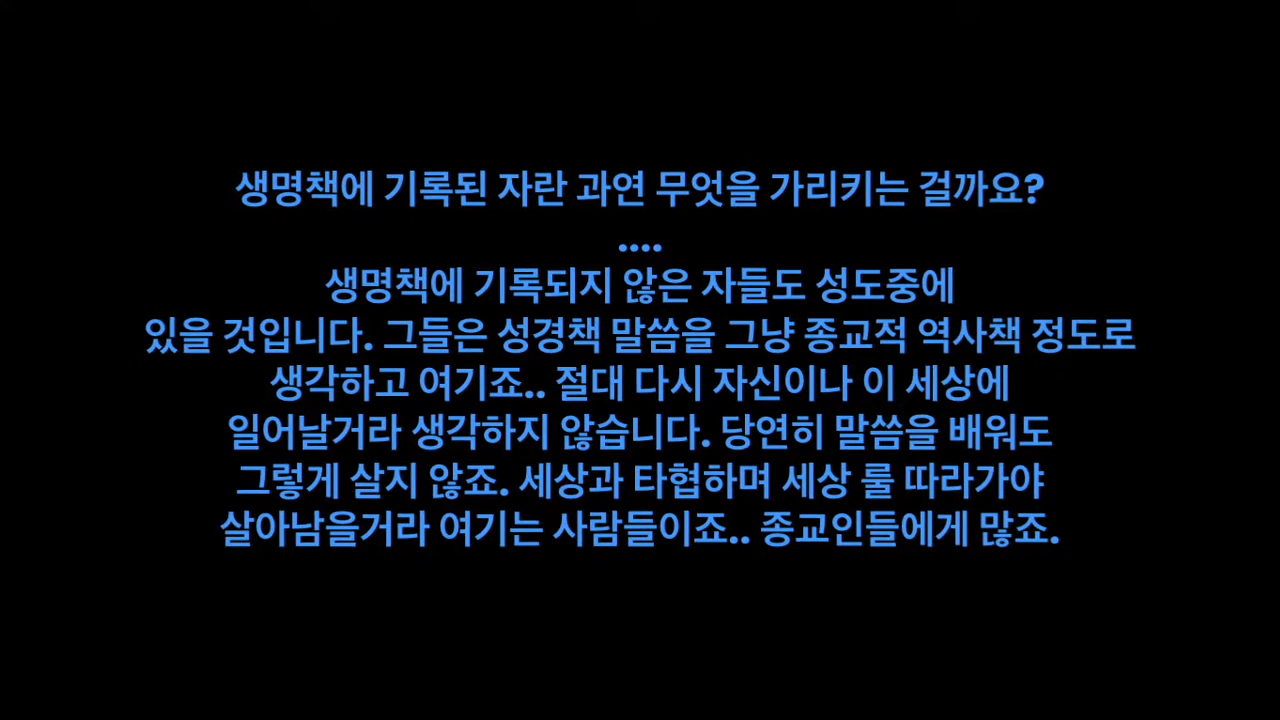 생명책에 기록된 자란 과연 무엇을 가리키는 걸까요?
....
생명책에 기록되지 않은 자들도 성도중에
있을 것입니다. 그들은 성경책 말씀을 그냥 종교적 역사책 정도로
생각하고 여기죠.. 절대 다시 자신이나 이 세상에
일어날거라 생각하지 않습니다. 당연히 말씀을 배워도
그렇게 살지 않죠. 세상과 타협하며 세상 룰 따라가야
살아남을거라 여기는 사람들이죠.. 종교인들에게 많죠.